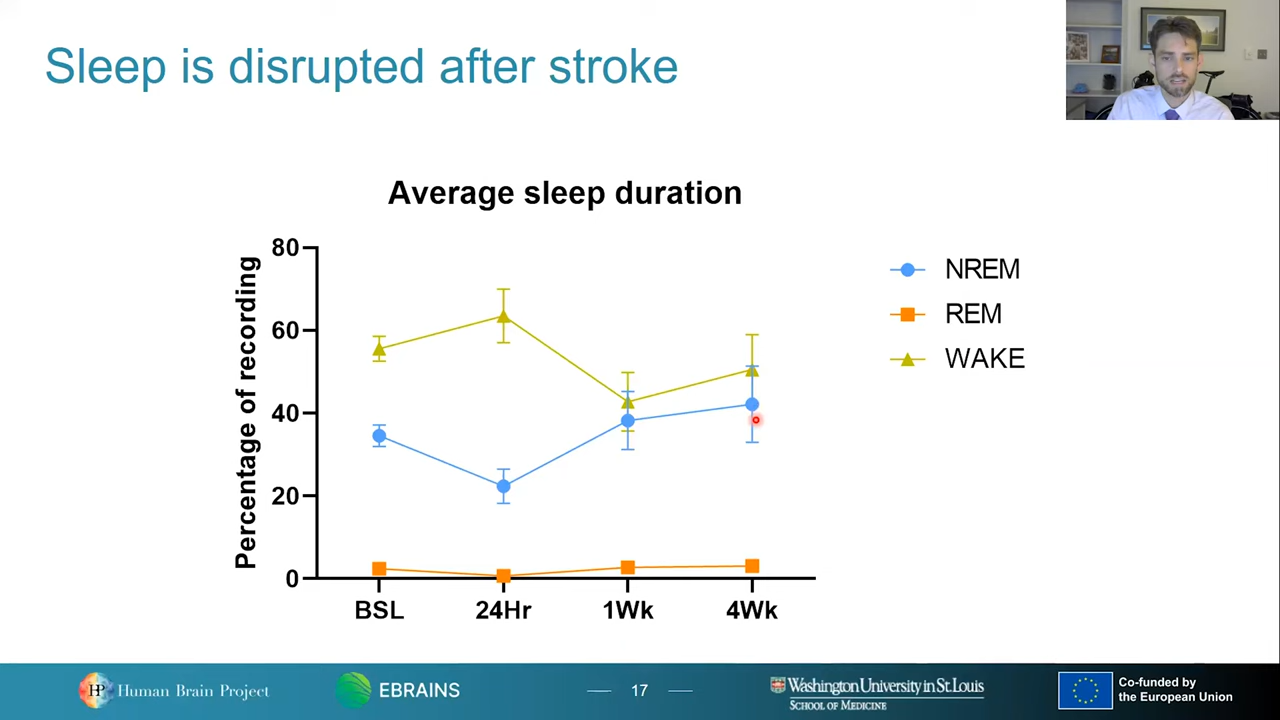 Sleep is disrupted after stroke
Average sleep duration
Percentage of recording
80
60
40
20
0
BSL 24Hr 1Wk 4Wk
NREM
REM
WAKE
HP Human Brain Project
EBRAINS
17
Washington University in St. Louis
SCHOOL OF MEDICINE
Co-funded by
the European Union